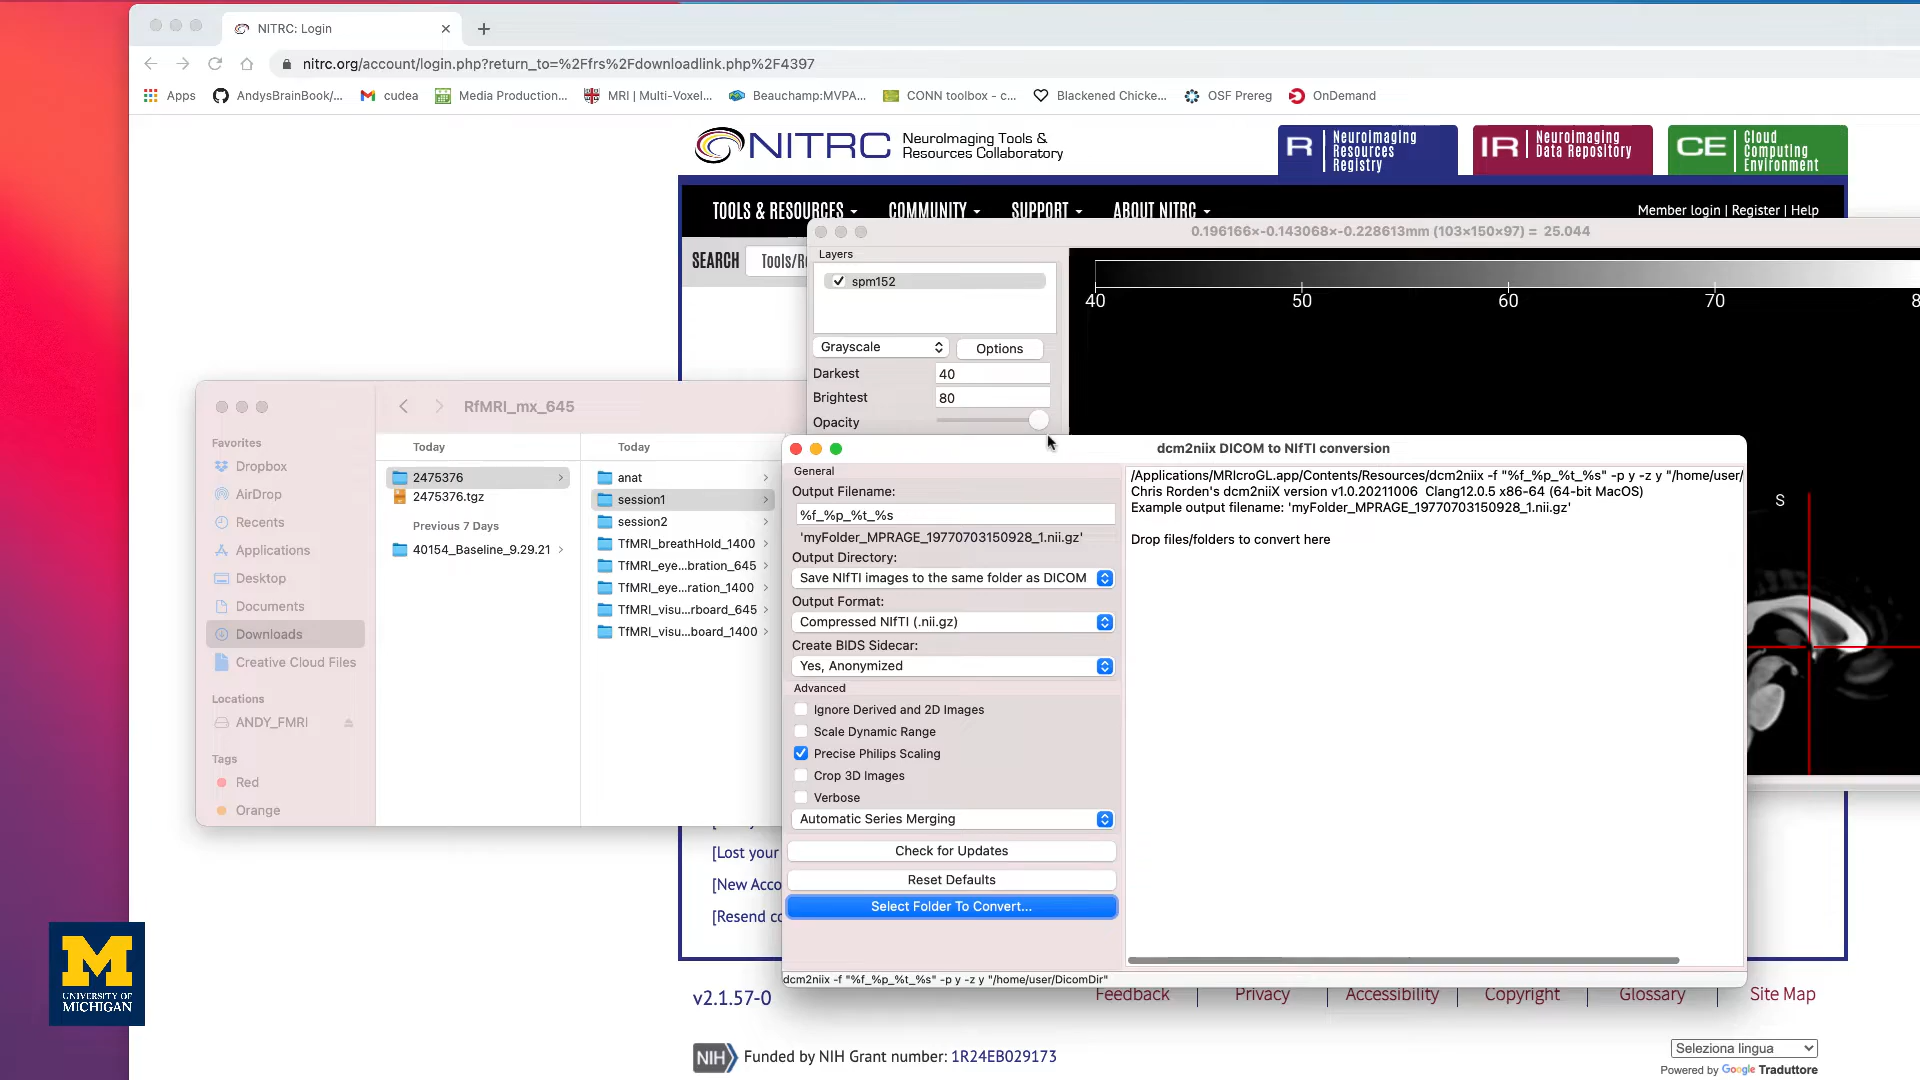 NITRC: Login
nitrc.org/account/login.php?return_to=%2Ffrs%2Fdownloadlink.php%2F4397
Apps
AndysBrainBook/...
cudea
Media Production...
MRI | Multi-Voxel...
Beauchamp:MVPA...
CONN toolbox - c...
Blackened Chicke...
OSF Prereg
OnDemand
NITRC
NeuroImaging Tools &
Resources Collaboratory
R
NeuroImaging
Resources
Registry
IR
NeuroImaging
Data Repository
CE
Cloud
Computing
Environment
TOOLS & RESOURCES
COMMUNITY
SUPPORT
ABOUT NITRC
Member login | Register | Help
SEARCH
Tools/R
0.196166×-0.143068×-0.228613mm (103×150×97) = 25.044
Layers
spm152
Grayscale
Options
Darkest
40
Brightest
80
Opacity
40
50
60
70
8
S
RfMRI_mx_645
Favorites
Dropbox
AirDrop
Recents
Applications
Desktop
Documents
Downloads
Creative Cloud Files
Locations
ANDY_FMRI
Tags
Red
Orange
Today
2475376
2475376.tgz
Previous 7 Days
40154_Baseline_9.29.21
Today
anat
session1
session2
TfMRI_breathHold_1400
TfMRI_eye...bration_645
TfMRI_eye...ration_1400
TfMRI_visu...rboard_645
TfMRI_visu...board_1400
dcm2niix DICOM to NIfTI conversion
General
Output Filename:
%f_%p_%t_%s
'myFolder_MPRAGE_19770703150928_1.nii.gz'
Output Directory:
Save NIfTI images to the same folder as DICOM
Output Format:
Compressed NIfTI (.nii.gz)
Create BIDS Sidecar:
Yes, Anonymized
Advanced
Ignore Derived and 2D Images
Scale Dynamic Range
Precise Philips Scaling
Crop 3D Images
Verbose
Automatic Series Merging
Check for Updates
Reset Defaults
Select Folder To Convert...
/Applications/MRIcroGL.app/Contents/Resources/dcm2niix -f "%f_%p_%t_%s" -p y -z y "/home/user/
Chris Rorden's dcm2niiX version v1.0.20211006 Clang12.0.5 x86-64 (64-bit MacOS)
Example output filename: 'myFolder_MPRAGE_19770703150928_1.nii.gz'
Drop files/folders to convert here
dcm2niix -f "%f_%p_%t_%s" -p y -z y "/home/user/DicomDir"
[Lost your
[New Acco
[Resend co
v2.1.57-0
Feedback
Privacy
Accessibility
Copyright
Glossary
Site Map
NIH
Funded by NIH Grant number: 1R24EB029173
Seleziona lingua
Powered by Google Traduttore
M
UNIVERSITY OF
MICHIGAN